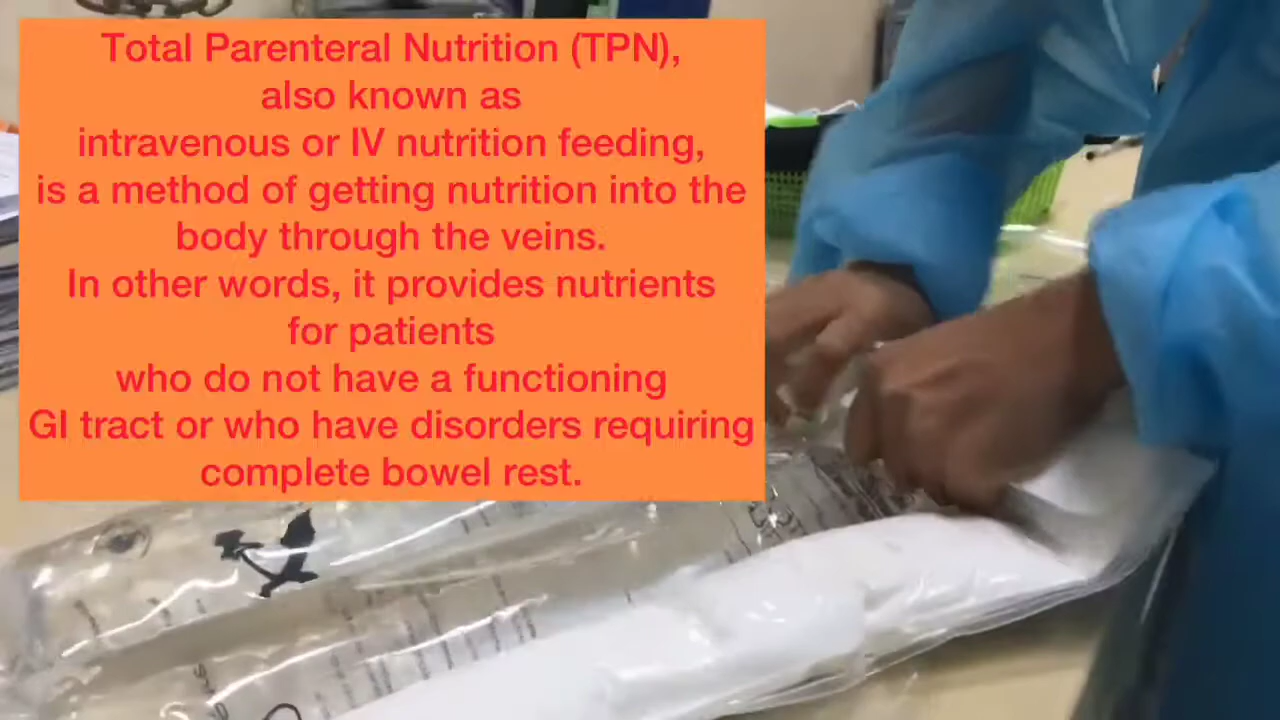 Total Parenteral Nutrition (TPN),
also known as
intravenous or IV nutrition feeding,
is a method of getting nutrition into the
body through the veins.
In other words, it provides nutrients
for patients
who do not have a functioning
GI tract or who have disorders requiring
complete bowel rest.